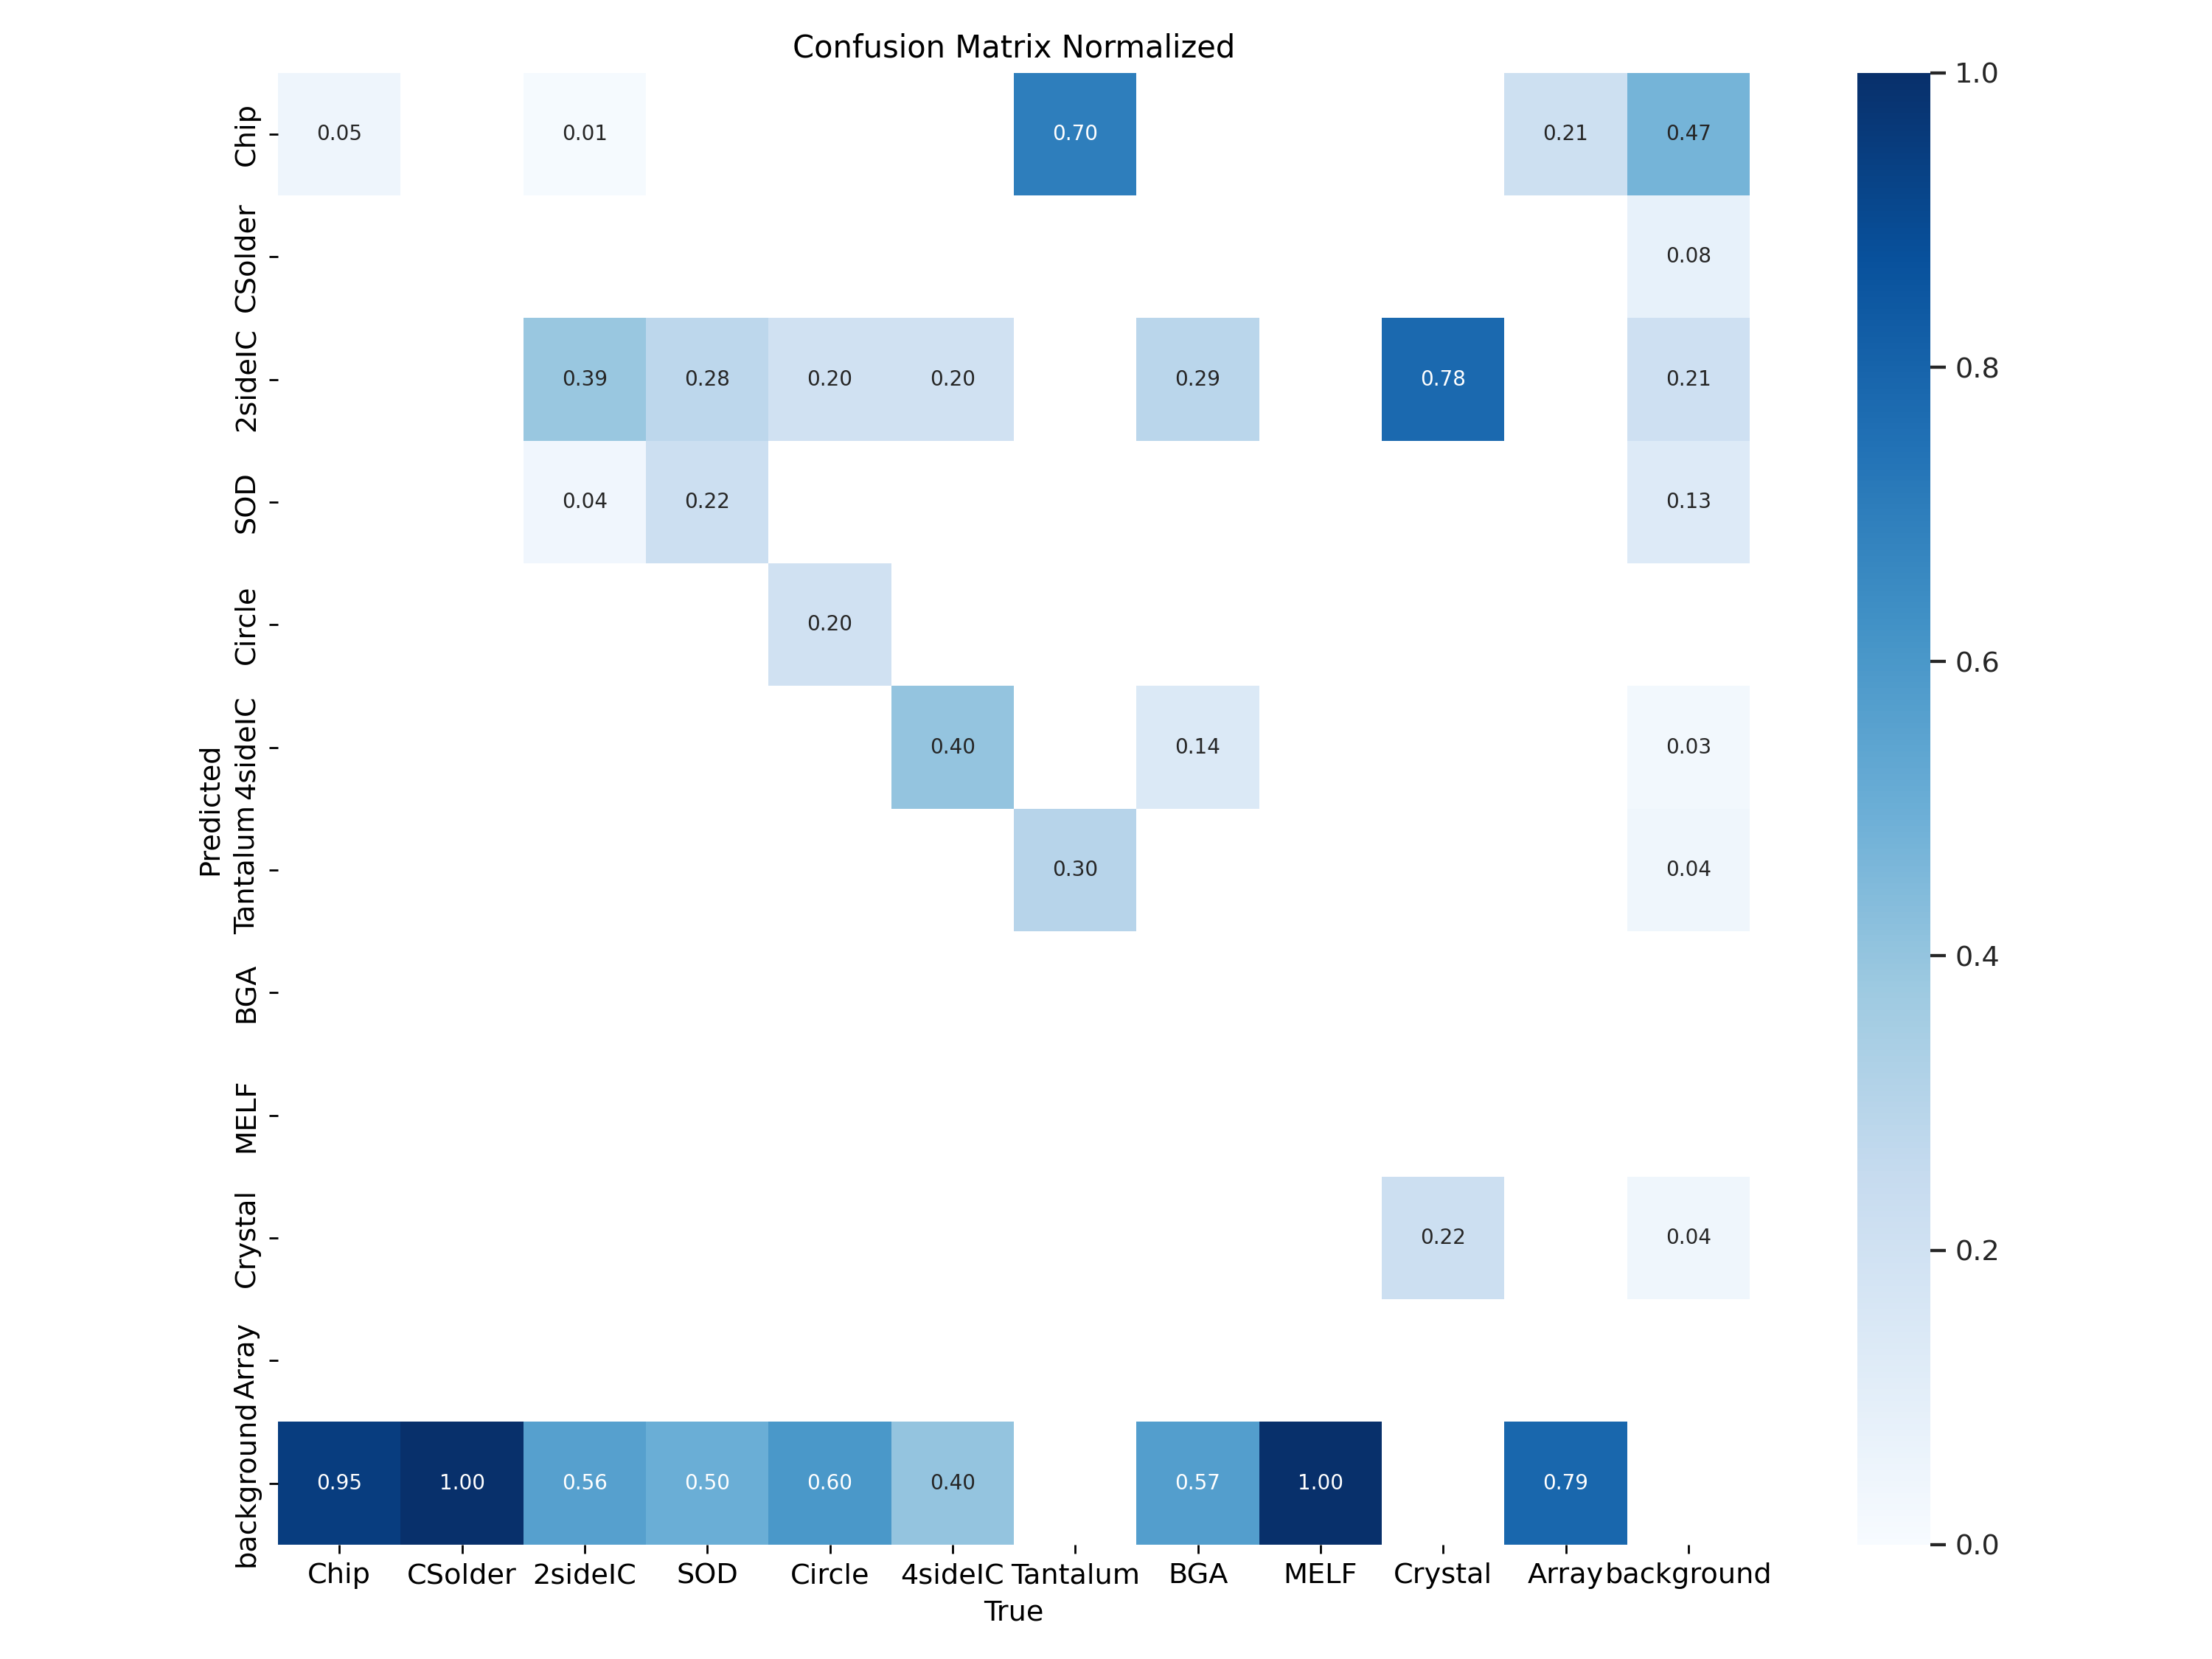 Confusion Matrix Normalized
Chip
0.05
0.01
0.70
0.21
0.47
1.0
CSolder
0.08
2sideIC
0.39
0.28
0.20
0.20
0.29
0.78
0.21
0.8
SOD
0.04
0.22
0.13
Circle
0.20
0.6
4sideIC
0.40
0.14
0.03
Predicted
Tantalum
0.30
0.04
0.4
BGA
MELF
Crystal
0.22
0.04
0.2
Array
background
0.95
1.00
0.56
0.50
0.60
0.40
0.57
1.00
0.79
0.0
Chip CSolder 2sideIC SOD Circle 4sideIC Tantalum BGA MELF Crystal Array background
True